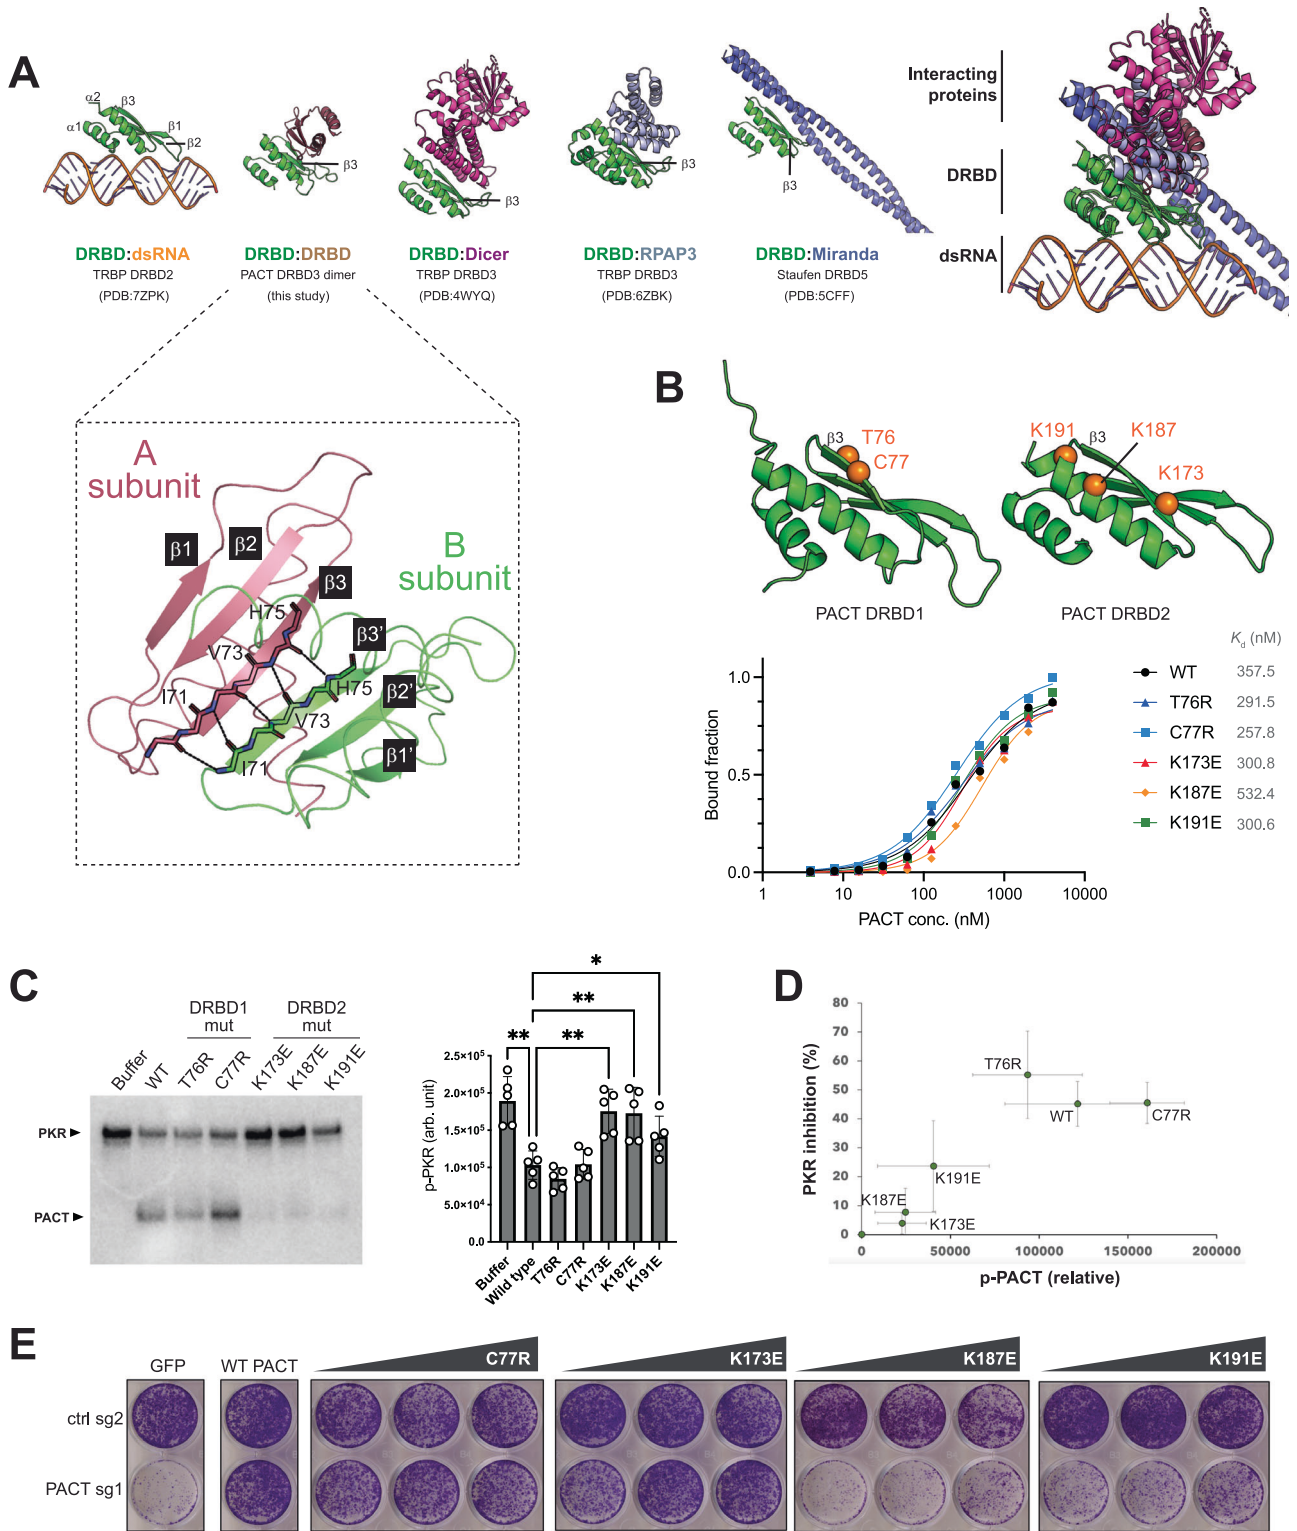 A
α2
β3
α1
β1
β2
DRBD:dsRNA
TRBP DRBD2
(PDB:7ZPK)
β3
DRBD:DRBD
PACT DRBD3 dimer
(this study)
β3
DRBD:Dicer
TRBP DRBD3
(PDB:4WYQ)
β3
DRBD:RPAP3
TRBP DRBD3
(PDB:6ZBK)
β3
DRBD:Miranda
Staufen DRBD5
(PDB:5CFF)
Interacting
proteins
DRBD
dsRNA
A
subunit
B
subunit
β1
β2
β3
H75
V73
β3'
I71
H75
β2'
V73
β1'
I71
B
β3
T76
C77
PACT DRBD1
K191
β3
K187
K173
PACT DRBD2
Kd (nM)
WT 357.5
T76R 291.5
C77R 257.8
K173E 300.8
K187E 532.4
K191E 300.6
Bound fraction
1.0
0.5
0.0
1
10
100
1000
10000
PACT conc. (nM)
C
DRBD1
mut
DRBD2
mut
Buffer
WT
T76R
C77R
K173E
K187E
K191E
PKR
PACT
*
**
**
**
p-PKR (arb. unit)
2.5×10⁵
2.0×10⁵
1.5×10⁵
1.0×10⁵
5.0×10⁴
0.0
Buffer
Wild type
T76R
C77R
K173E
K187E
K191E
D
PKR inhibition (%)
80
70
60
50
40
30
20
10
0
T76R
WT
C77R
K191E
K187E
K173E
0
50000
100000
150000
200000
p-PACT (relative)
E
GFP
WT PACT
C77R
K173E
K187E
K191E
ctrl sg2
PACT sg1